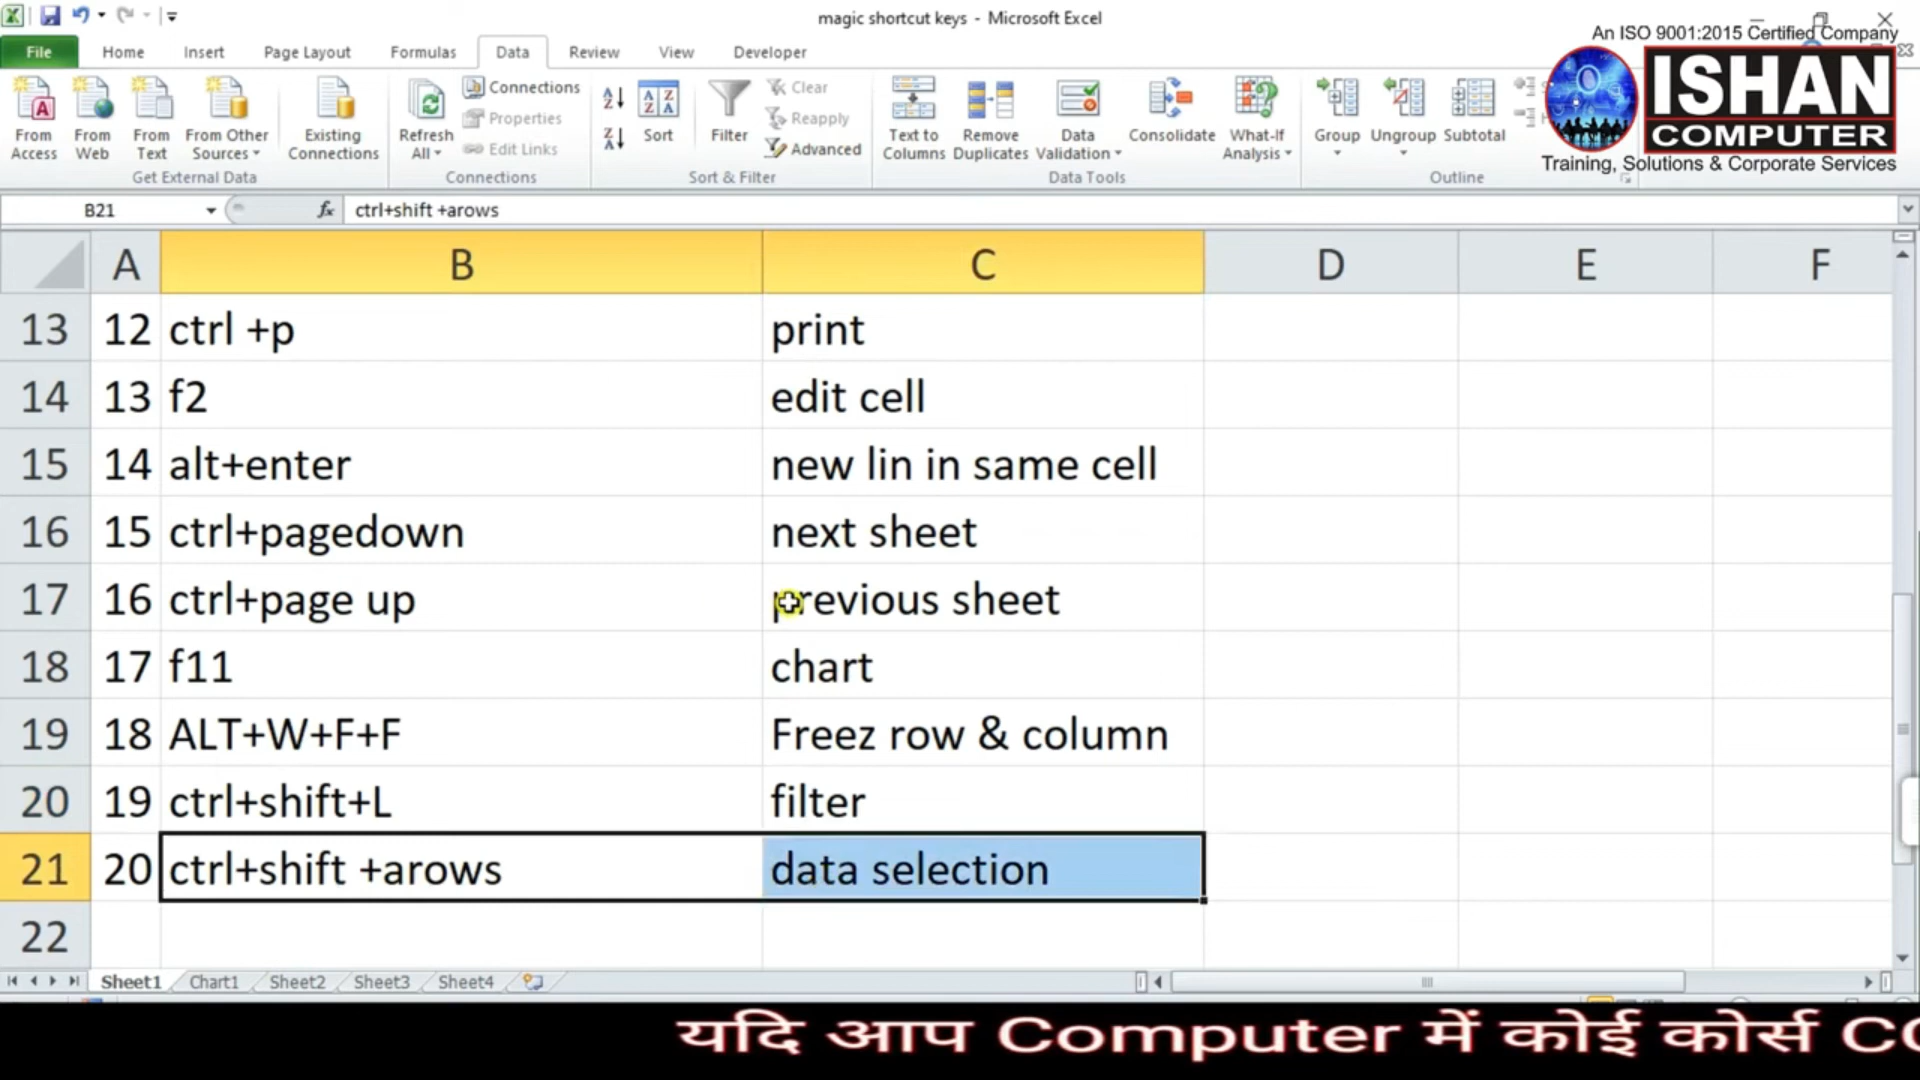 magic shortcut keys - Microsoft Excel
An ISO 9001:2015 Certified Company
ISHAN
COMPUTER
Training, Solutions & Corporate Services
File Home Insert Page Layout Formulas Data Review View Developer
From Access
From Web
From Text
From Other Sources
Existing Connections
Get External Data
Refresh All
Connections
Properties
Edit Links
Connections
Sort
Filter
Clear
Reapply
Advanced
Sort & Filter
Text to Columns
Remove Duplicates
Data Validation
Consolidate
What-If Analysis
Data Tools
Group
Ungroup
Subtotal
Outline
B21 fx ctrl+shift +arows
A B C D E F
13 12 ctrl +p print
14 13 f2 edit cell
15 14 alt+enter new lin in same cell
16 15 ctrl+pagedown next sheet
17 16 ctrl+page up previous sheet
18 17 f11 chart
19 18 ALT+W+F+F Freez row & column
20 19 ctrl+shift+L filter
21 20 ctrl+shift +arows data selection
22
Sheet1 Chart1 Sheet2 Sheet3 Sheet4
यदि आप Computer में कोई कोर्स